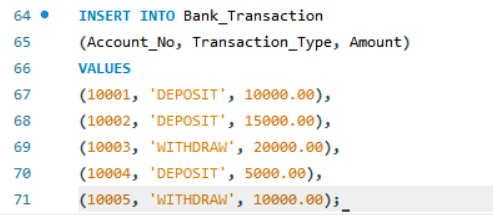 64 INSERT INTO Bank_Transaction
65 (Account_No, Transaction_Type, Amount)
66 VALUES
67 (10001, 'DEPOSIT', 10000.00),
68 (10002, 'DEPOSIT', 15000.00),
69 (10003, 'WITHDRAW', 20000.00),
70 (10004, 'DEPOSIT', 5000.00),
71 (10005, 'WITHDRAW', 10000.00);